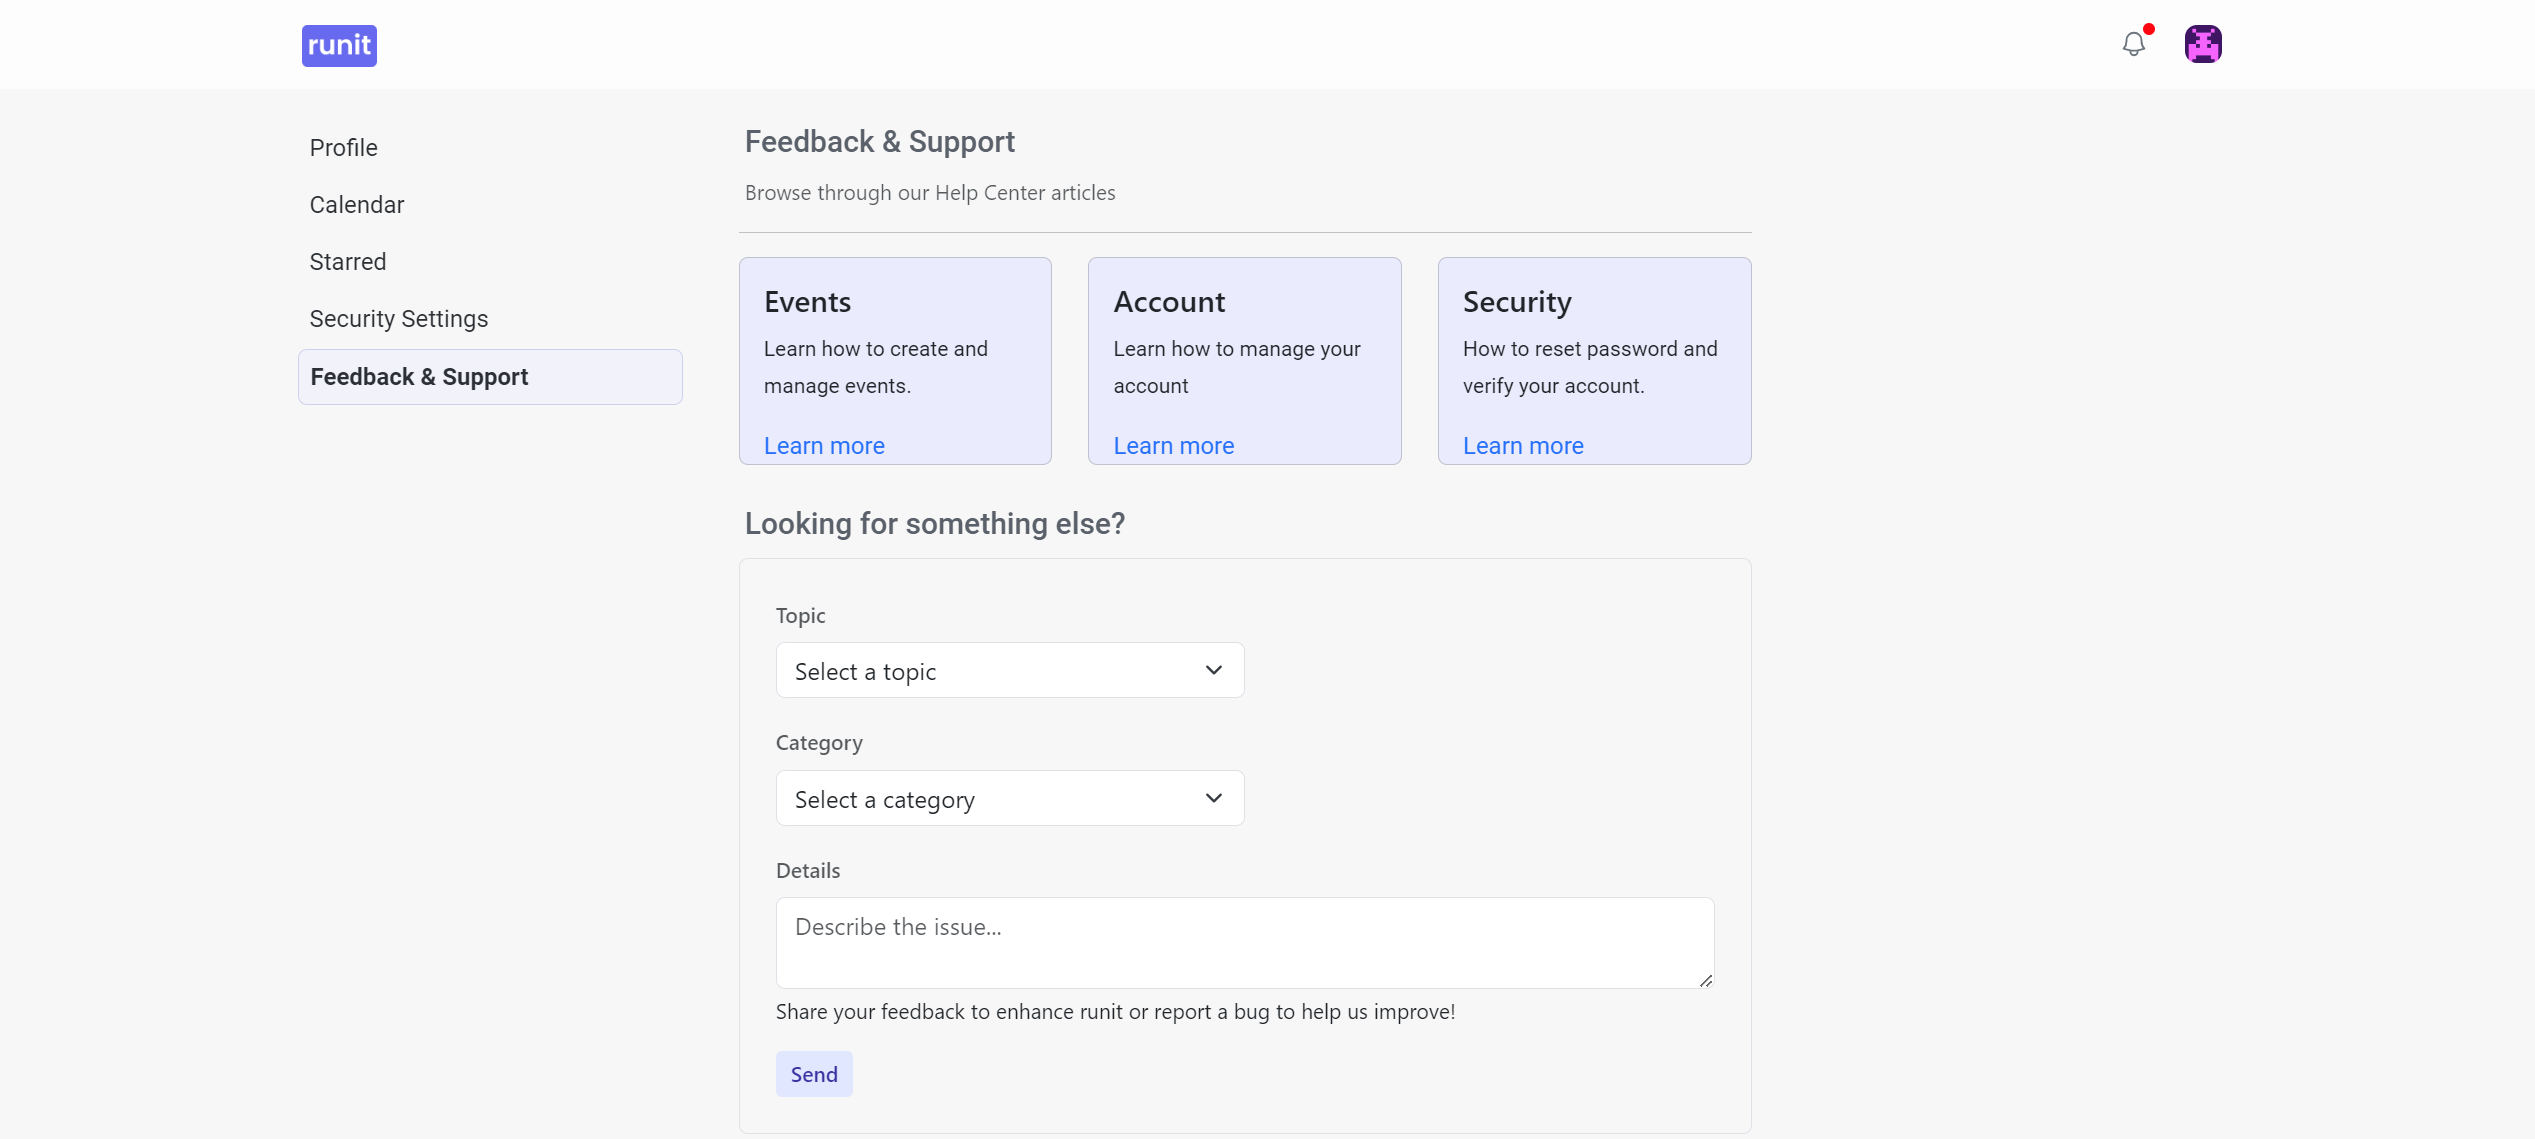 runit
Profile
Calendar
Starred
Security Settings
Feedback & Support
Feedback & Support
Browse through our Help Center articles
Events
Learn how to create and
manage events.
Learn more
Account
Learn how to manage your
account
Learn more
Security
How to reset password and
verify your account.
Learn more
Looking for something else?
Topic
Select a topic
Category
Select a category
Details
Describe the issue...
Share your feedback to enhance runit or report a bug to help us improve!
Send